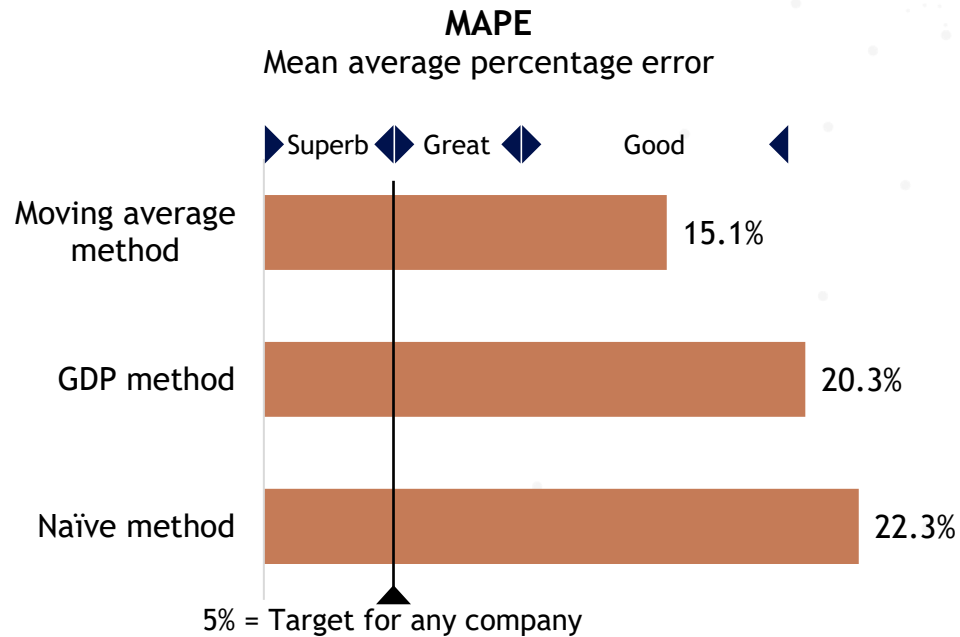 MAPE
Mean average percentage error
Superb
Great
Good
Moving average
method
15.1%
GDP method
20.3%
Naïve method
22.3%
5% = Target for any company